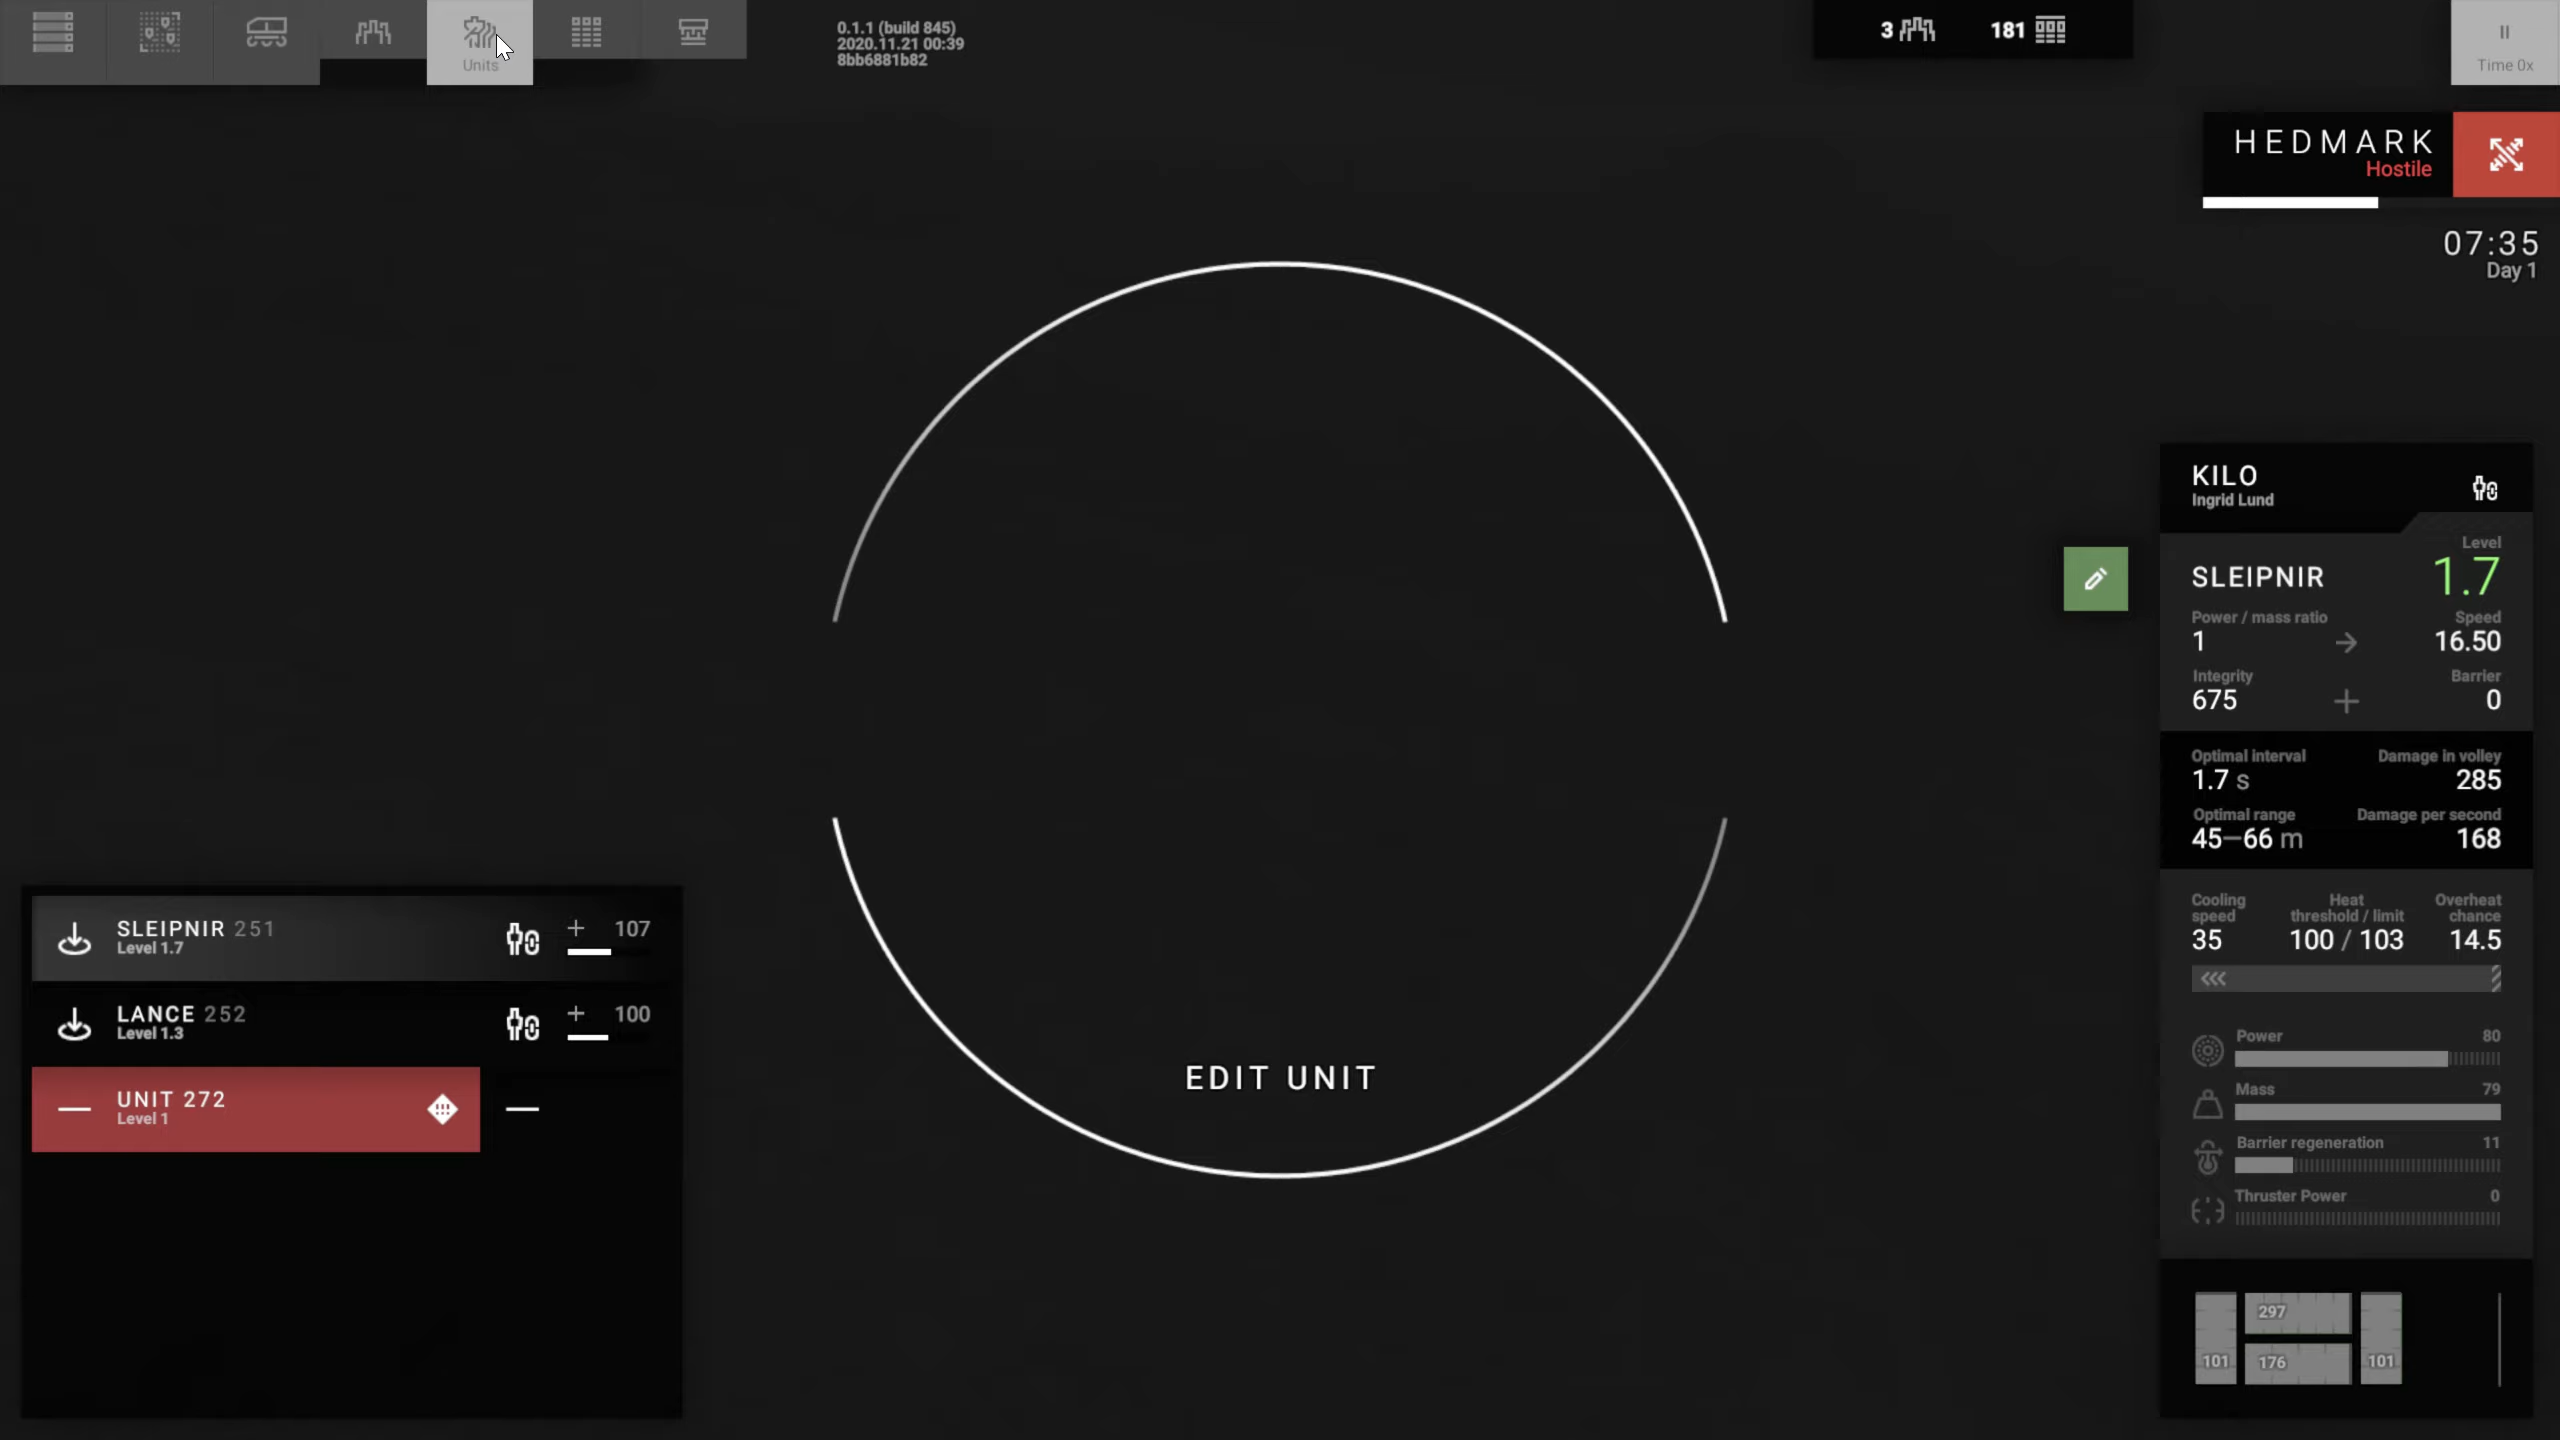 Units
0.1.1 (build 845)
2020.11.21 00:39
8bb6881b82
3
181
Time 0x
HEDMARK
Hostile
07:35
Day 1
KILO
Ingrid Lund
Level
SLEIPNIR
1.7
Power / mass ratio
Speed
1
16.50
Integrity
Barrier
675
0
Optimal interval
Damage in volley
1.7 s
285
Optimal range
Damage per second
45–66 m
168
Cooling speed
Heat threshold / limit
Overheat chance
35
100 / 103
14.5
Power
80
Mass
79
Barrier regeneration
11
Thruster Power
0
297
101
176
101
SLEIPNIR 251
Level 1.7
107
LANCE 252
Level 1.3
100
UNIT 272
Level 1
EDIT UNIT